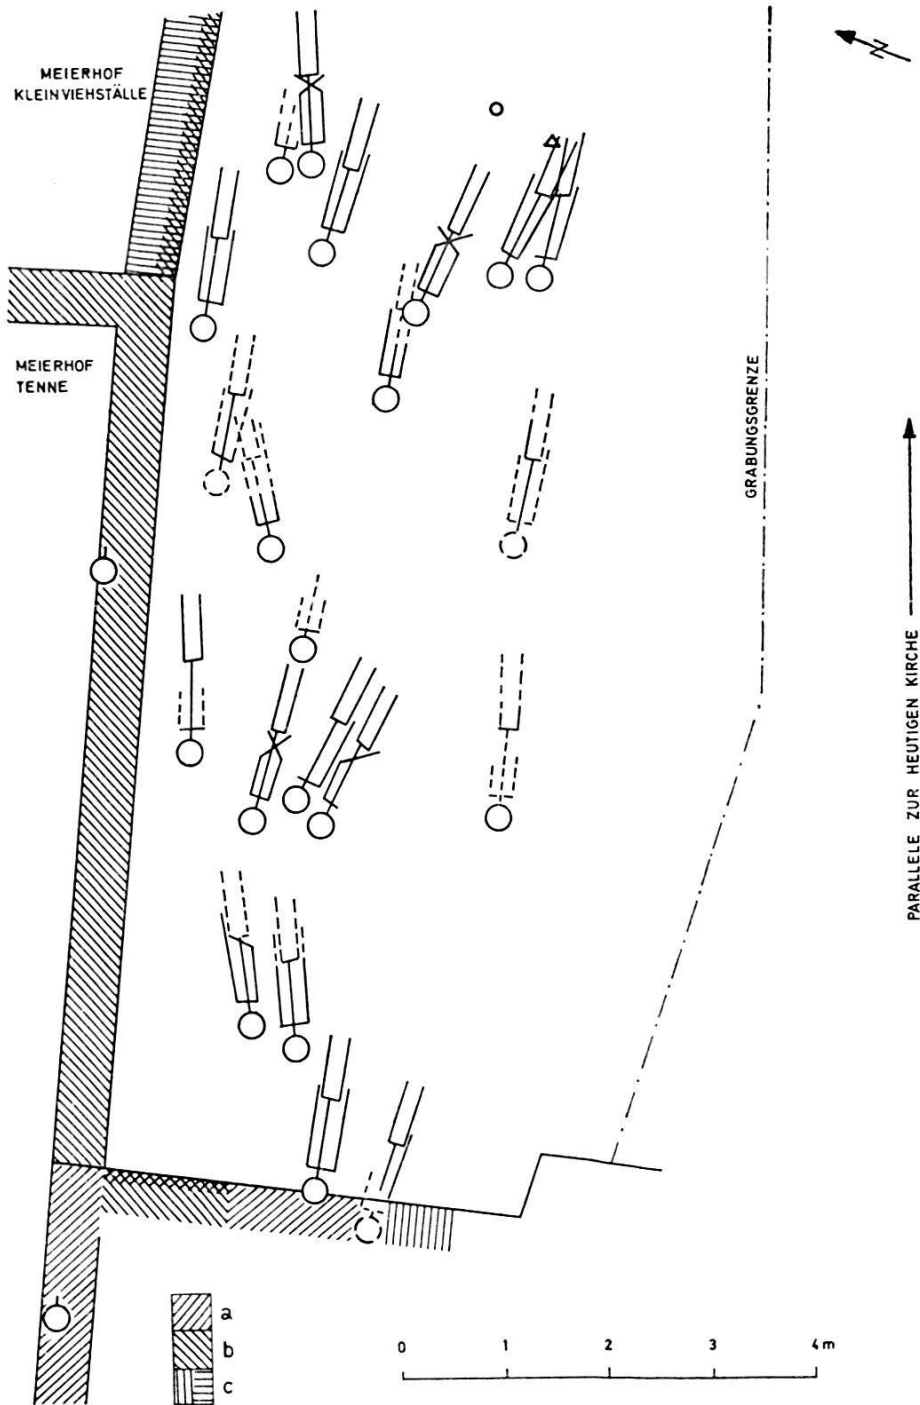 MEIERHOF
KLEINVIEHSTÄLLE
N
MEIERHOF
TENNE
GRABUNGSGRENZE
PARALLELE ZUR HEUTIGEN KIRCHE
a
b
c
0 1 2 3 4 m